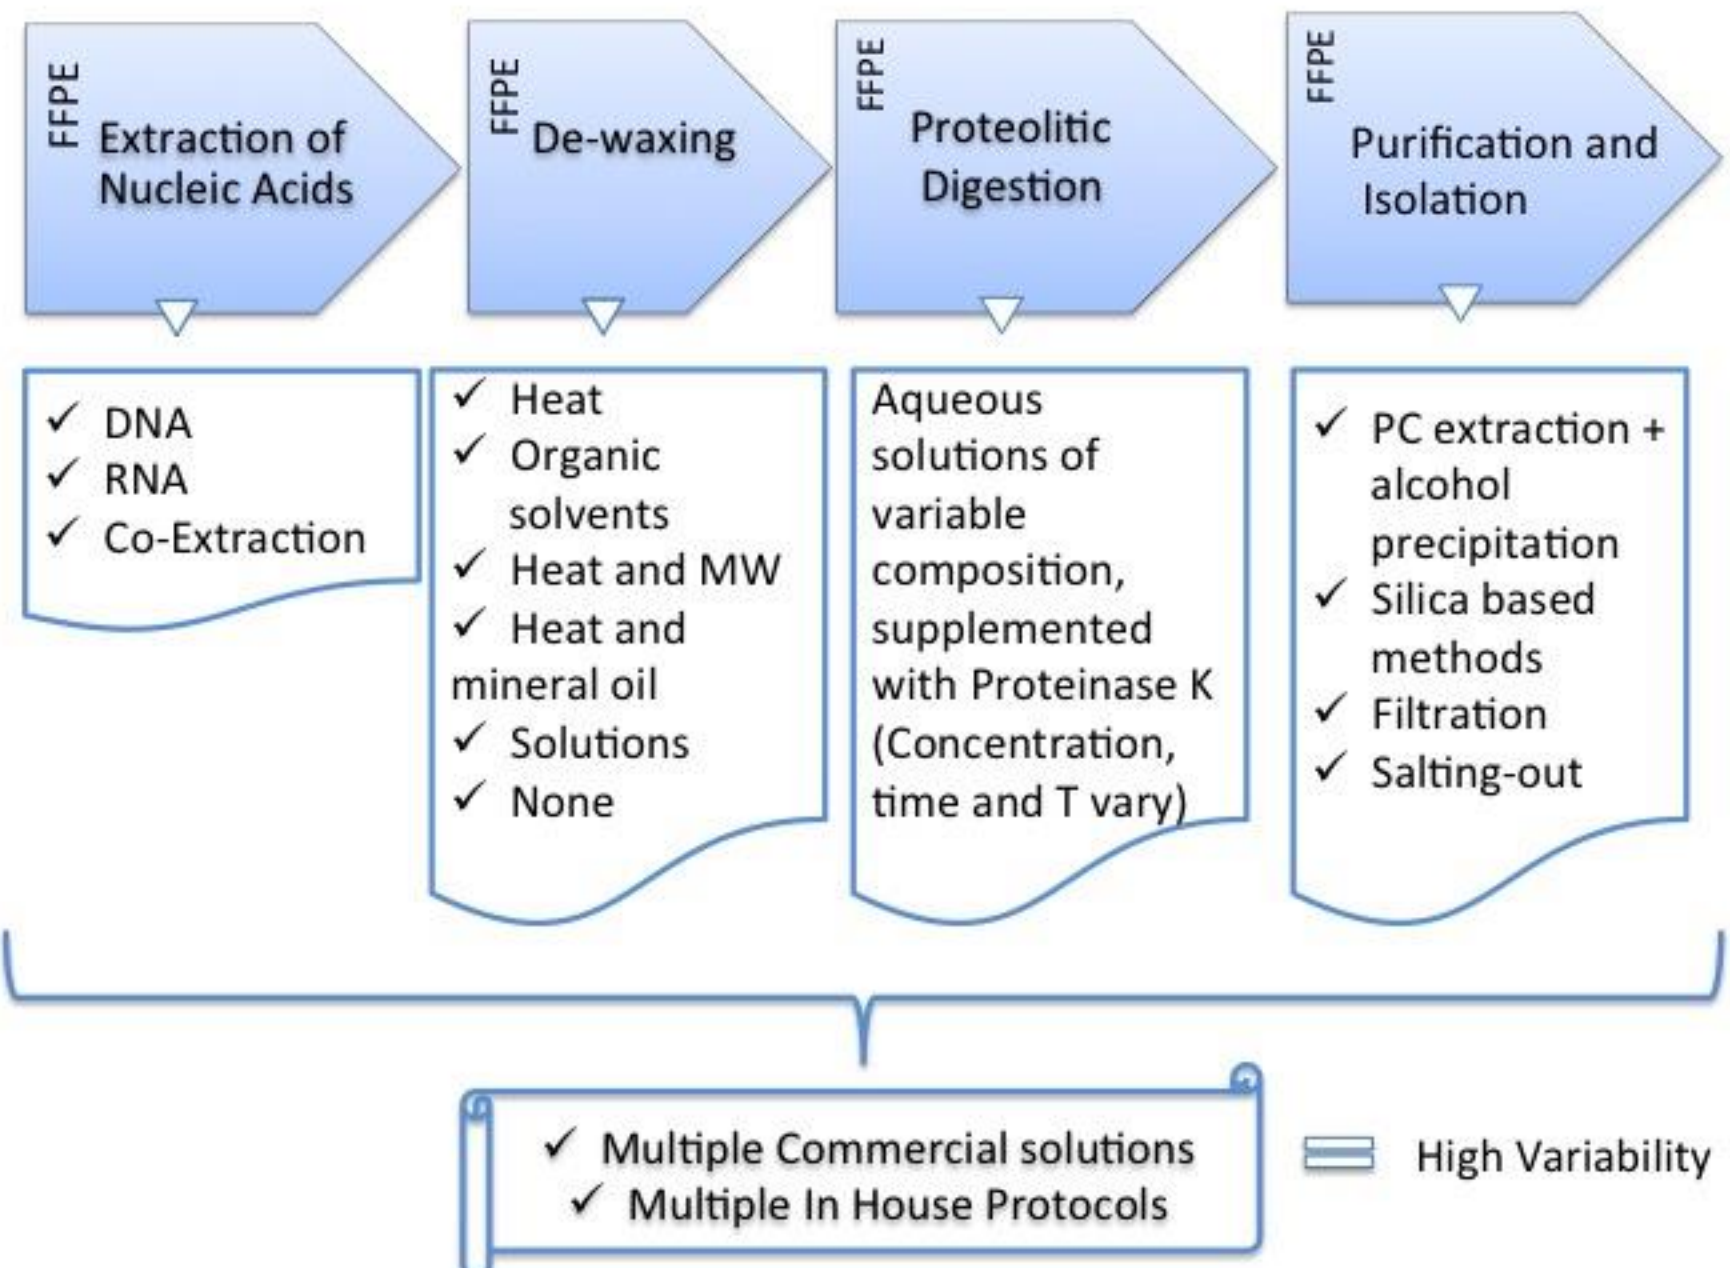 FFPE
Extraction of
Nucleic Acids
FFPE
De-waxing
FFPE
Proteolitic
Digestion
FFPE
Purification and
Isolation
✓ DNA
✓ RNA
✓ Co-Extraction
✓ Heat
✓ Organic
solvents
✓ Heat and MW
✓ Heat and
mineral oil
✓ Solutions
✓ None
Aqueous
solutions of
variable
composition,
supplemented
with Proteinase K
(Concentration,
time and T vary)
✓ PC extraction +
alcohol
precipitation
✓ Silica based
methods
✓ Filtration
✓ Salting-out
✓ Multiple Commercial solutions
✓ Multiple In House Protocols
= High Variability